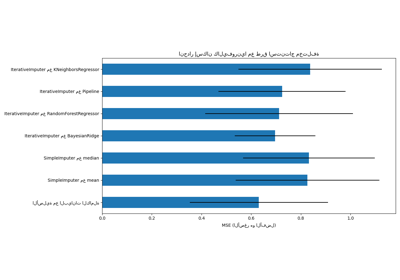 انحدار إسكان كاليفورنيا مع طرق استنتاج مختلفة
IterativeImputer مع KNeighborsRegressor
IterativeImputer مع Pipeline
IterativeImputer مع RandomForestRegressor
IterativeImputer مع BayesianRidge
SimpleImputer مع median
SimpleImputer مع mean
الأصلية مع البيانات الكاملة
0.0 0.2 0.4 0.6 0.8 1.0
MSE (الأصغر هو الأفضل)